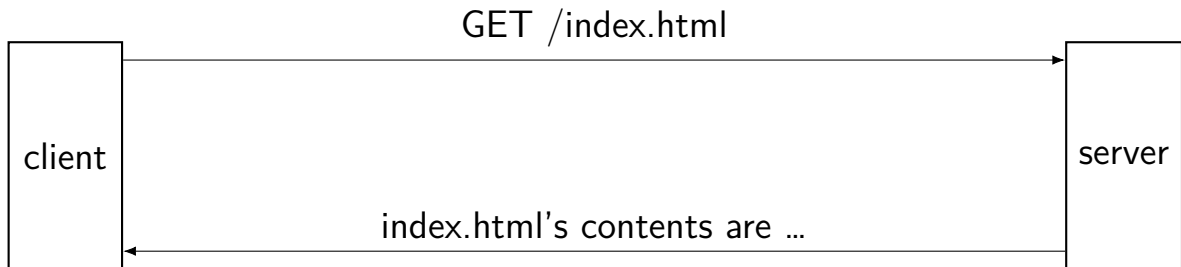 GET /index.html
client
server
index.html's contents are …